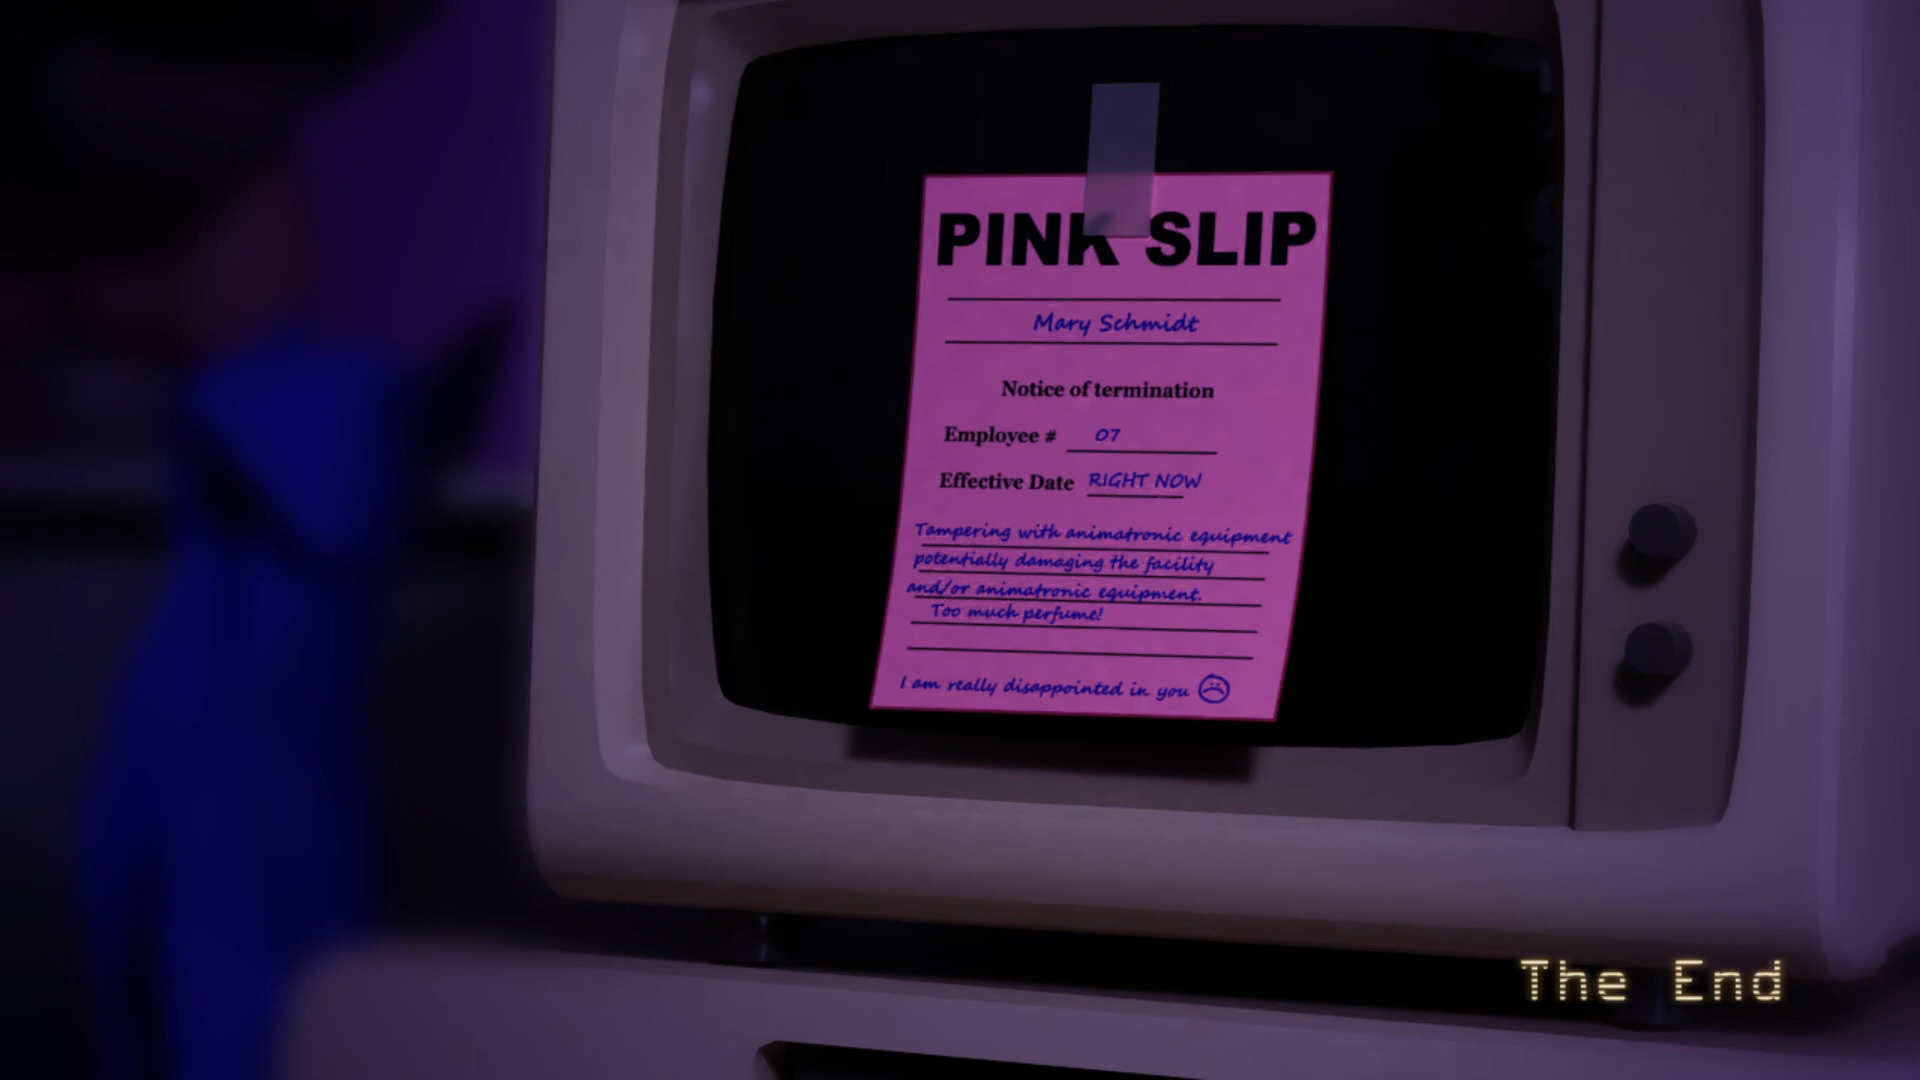 PINK SLIP
Mary Schmidt
Notice of termination
Employee # 07
Effective Date RIGHT NOW
Tampering with animatronic equipment
potentially damaging the facility
and/or animatronic equipment.
Too much perfume!
I am really disappointed in you
The End